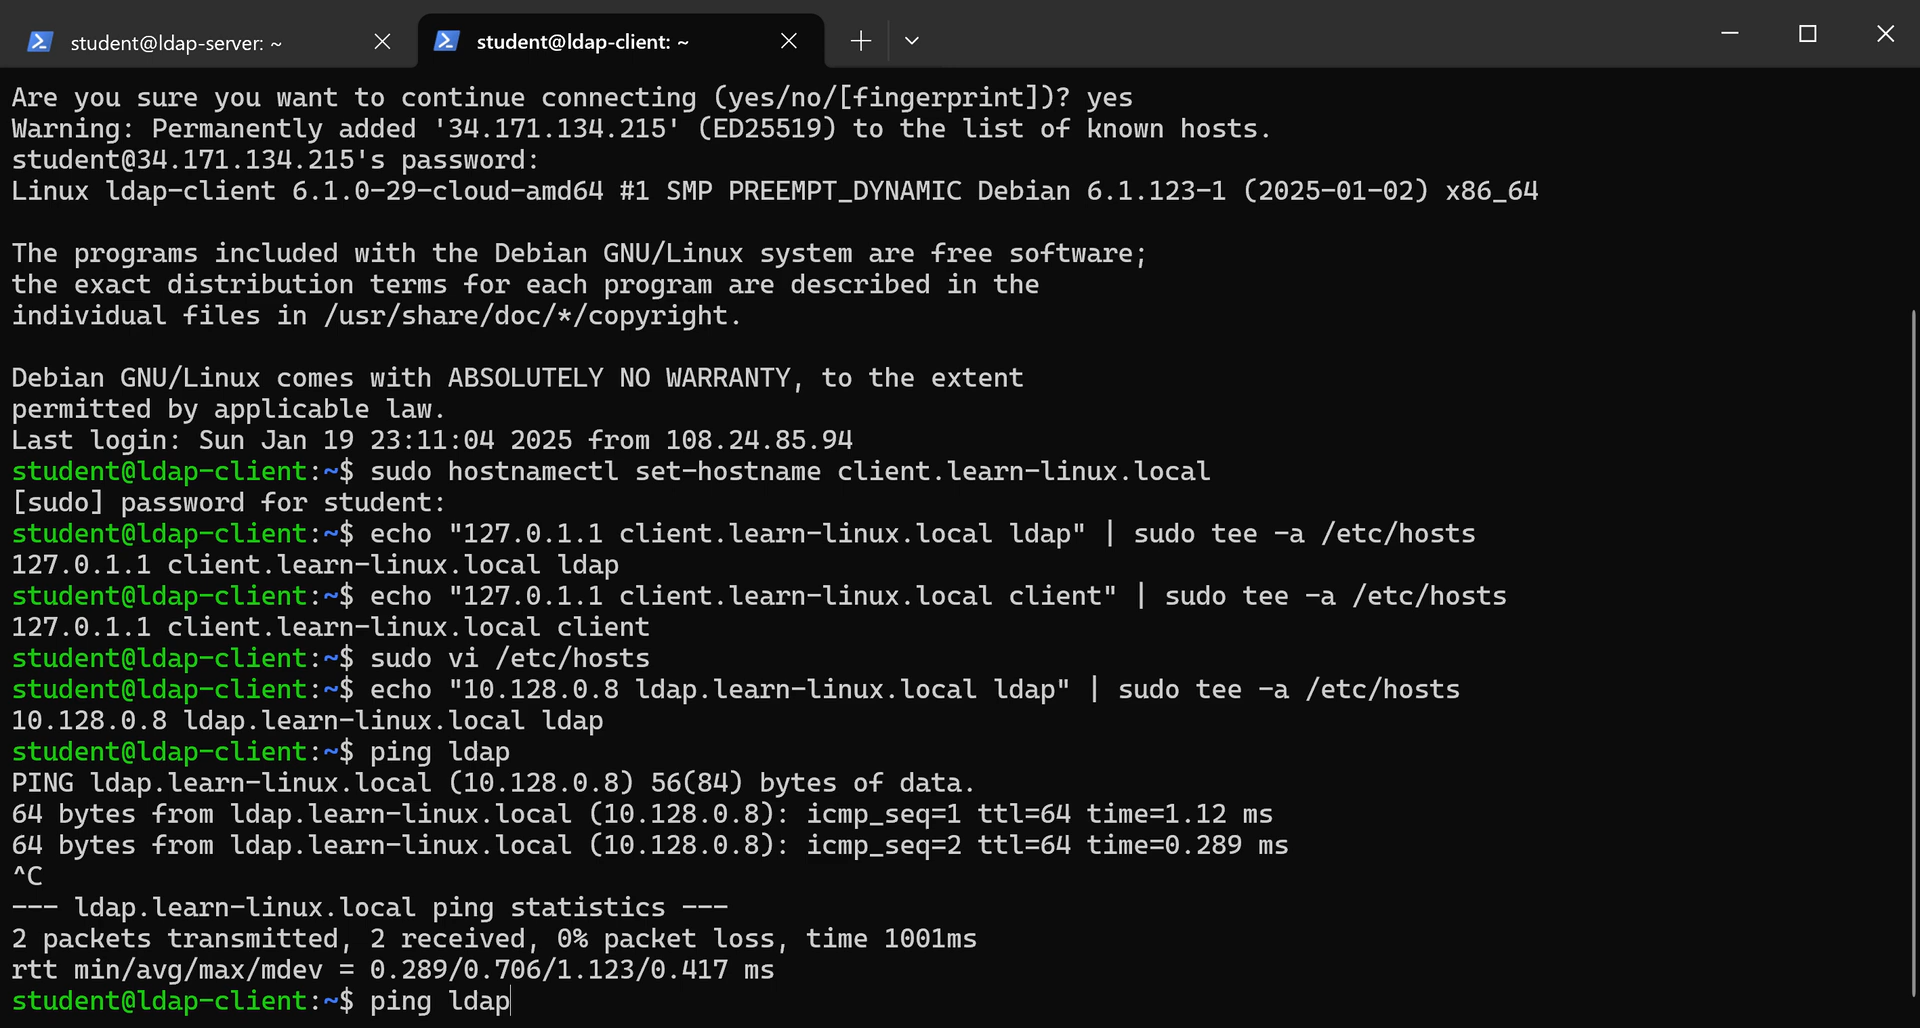 student@ldap-server: ~
student@ldap-client: ~
Are you sure you want to continue connecting (yes/no/[fingerprint])? yes
Warning: Permanently added '34.171.134.215' (ED25519) to the list of known hosts.
student@34.171.134.215's password:
Linux ldap-client 6.1.0-29-cloud-amd64 #1 SMP PREEMPT_DYNAMIC Debian 6.1.123-1 (2025-01-02) x86_64
The programs included with the Debian GNU/Linux system are free software;
the exact distribution terms for each program are described in the
individual files in /usr/share/doc/*/copyright.
Debian GNU/Linux comes with ABSOLUTELY NO WARRANTY, to the extent
permitted by applicable law.
Last login: Sun Jan 19 23:11:04 2025 from 108.24.85.94
student@ldap-client:~$ sudo hostnamectl set-hostname client.learn-linux.local
[sudo] password for student:
student@ldap-client:~$ echo "127.0.1.1 client.learn-linux.local ldap" | sudo tee -a /etc/hosts
127.0.1.1 client.learn-linux.local ldap
student@ldap-client:~$ echo "127.0.1.1 client.learn-linux.local client" | sudo tee -a /etc/hosts
127.0.1.1 client.learn-linux.local client
student@ldap-client:~$ sudo vi /etc/hosts
student@ldap-client:~$ echo "10.128.0.8 ldap.learn-linux.local ldap" | sudo tee -a /etc/hosts
10.128.0.8 ldap.learn-linux.local ldap
student@ldap-client:~$ ping ldap
PING ldap.learn-linux.local (10.128.0.8) 56(84) bytes of data.
64 bytes from ldap.learn-linux.local (10.128.0.8): icmp_seq=1 ttl=64 time=1.12 ms
64 bytes from ldap.learn-linux.local (10.128.0.8): icmp_seq=2 ttl=64 time=0.289 ms
^C
--- ldap.learn-linux.local ping statistics ---
2 packets transmitted, 2 received, 0% packet loss, time 1001ms
rtt min/avg/max/mdev = 0.289/0.706/1.123/0.417 ms
student@ldap-client:~$ ping ldap